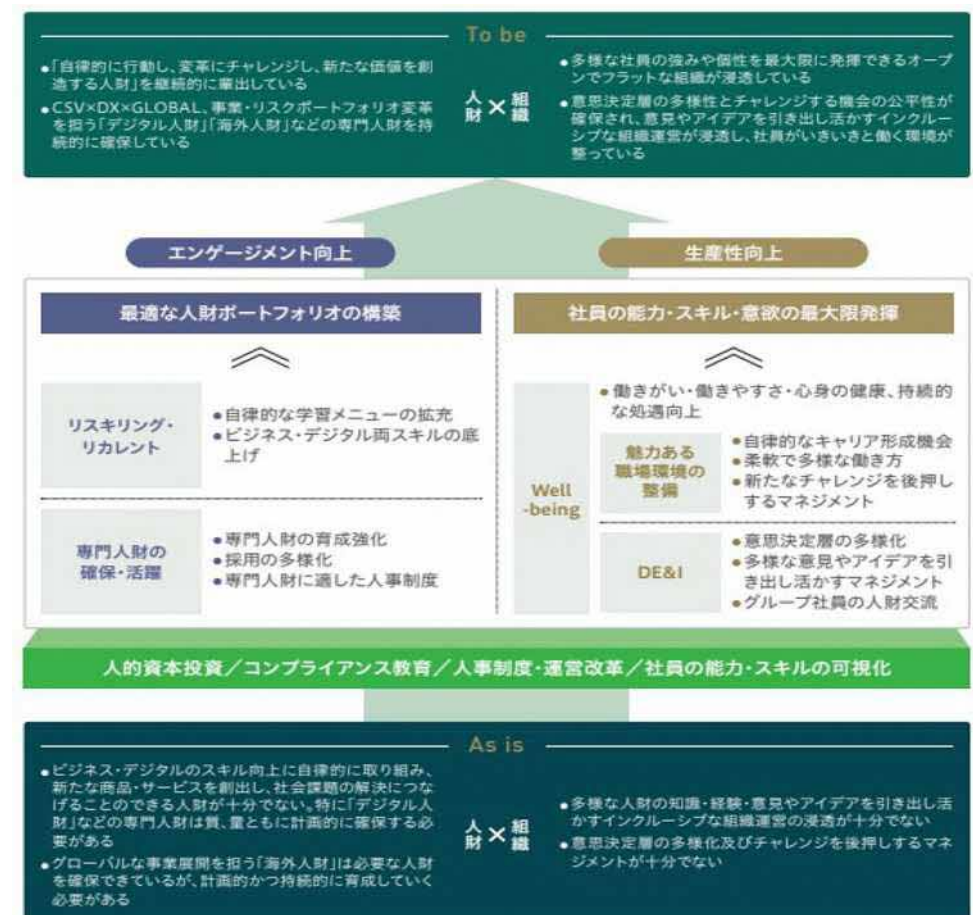 To be
●「自律的に行動し、変革にチャレンジし、新たな価値を創
造する人財」を継続的に輩出している
●CSV×DX×GLOBAL、事業・リスクポートフォリオ変革
を担う「デジタル人財」「海外人財」などの専門人財を持
続的に確保している
人財×組織
●多様な社員の強みや個性を最大限に発揮できるオープ
ンでフラットな組織が浸透している
●意思決定層の多様性とチャレンジする機会の公平性が
確保され、意見やアイデアを引き出し活かすインクルー
シブな組織運営が浸透し、社員がいきいきと働く環境が
整っている
エンゲージメント向上
生産性向上
最適な人財ポートフォリオの構築
リスキリング・
リカレント
●自律的な学習メニューの拡充
●ビジネス・デジタル両スキルの底
上げ
専門人財の
確保・活躍
●専門人財の育成強化
●採用の多様化
●専門人財に適した人事制度
社員の能力・スキル・意欲の最大限発揮
Well
-being
●働きがい・働きやすさ・心身の健康、持続的
な処遇向上
魅力ある
職場環境の
整備
●自律的なキャリア形成機会
●柔軟で多様な働き方
●新たなチャレンジを後押し
するマネジメント
DE&I
●意思決定層の多様化
●多様な意見やアイデアを引
き出し活かすマネジメント
●グループ社員の人財交流
人的資本投資／コンプライアンス教育／人事制度・運営改革／社員の能力・スキルの可視化
As is
●ビジネス・デジタルのスキル向上に自律的に取り組み、
新たな商品・サービスを創出し、社会課題の解決につな
げることのできる人財が十分でない。特に「デジタル人
財」などの専門人財は質、量ともに計画的に確保する必
要がある
●グローバルな事業展開を担う「海外人財」は必要な人財
を確保できているが、計画的かつ持続的に育成していく
必要がある
人財×組織
●多様な人財の知識・経験・意見やアイデアを引き出し活
かすインクルーシブな組織運営の浸透が十分でない
●意思決定層の多様化及びチャレンジを後押しするマネ
ジメントが十分でない